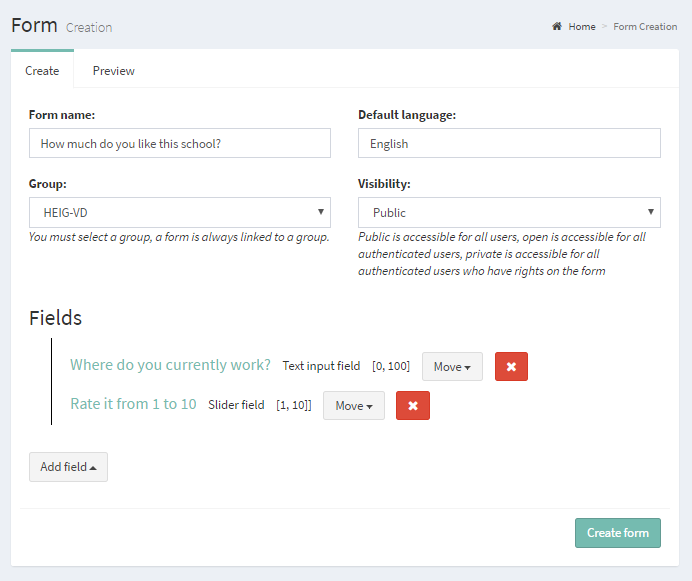 Form Creation
Home > Form Creation
Create Preview
Form name:
How much do you like this school?
Default language:
English
Group:
HEIG-VD
You must select a group, a form is always linked to a group.
Visibility:
Public
Public is accessible for all users, open is accessible for all
authenticated users, private is accessible for all
authenticated users who have rights on the form
Fields
Where do you currently work? Text input field [0, 100] Move
Rate it from 1 to 10 Slider field [1, 10]] Move
Add field
Create form